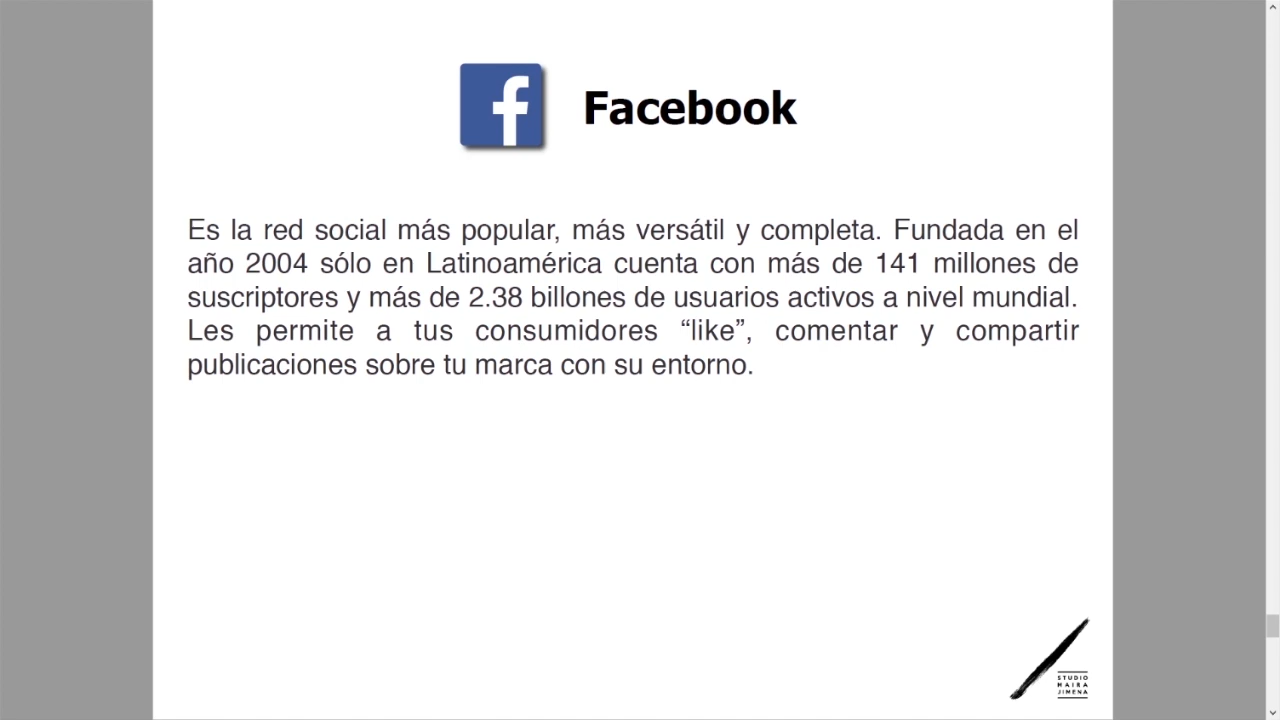 Facebook
Es la red social más popular, más versátil y completa. Fundada en el
año 2004 sólo en Latinoamérica cuenta con más de 141 millones de
suscriptores y más de 2.38 billones de usuarios activos a nivel mundial.
Les permite a tus consumidores “like”, comentar y compartir
publicaciones sobre tu marca con su entorno.
STUDIO
MAIRA
JIMENA